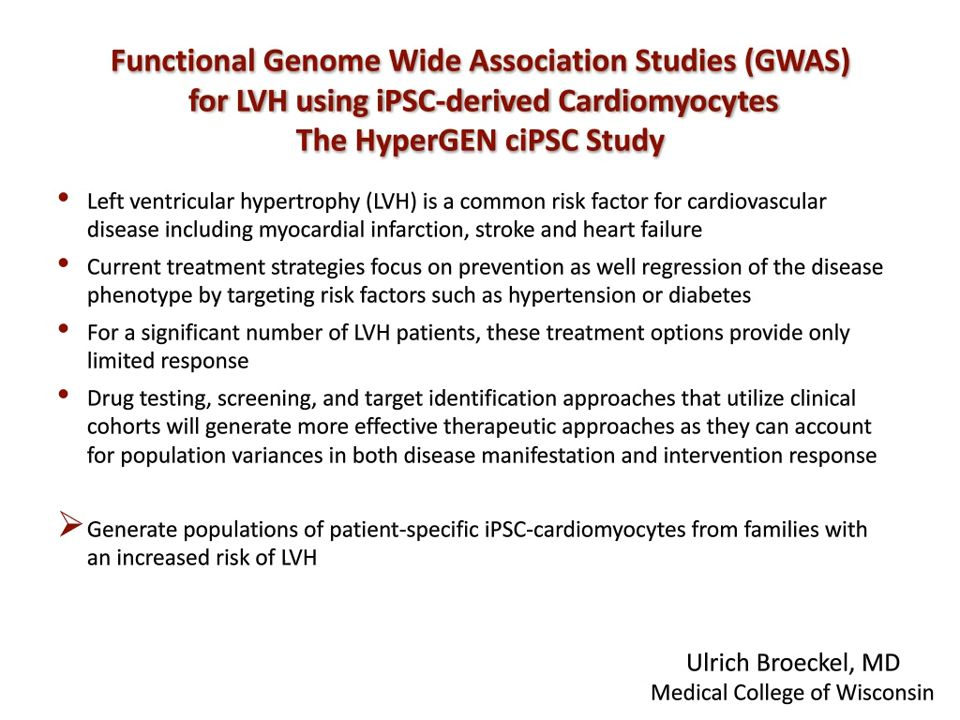 Functional Genome Wide Association Studies (GWAS)
for LVH using iPSC-derived Cardiomyocytes
The HyperGEN ciPSC Study
• Left ventricular hypertrophy (LVH) is a common risk factor for cardiovascular
disease including myocardial infarction, stroke and heart failure
• Current treatment strategies focus on prevention as well regression of the disease
phenotype by targeting risk factors such as hypertension or diabetes
• For a significant number of LVH patients, these treatment options provide only
limited response
• Drug testing, screening, and target identification approaches that utilize clinical
cohorts will generate more effective therapeutic approaches as they can account
for population variances in both disease manifestation and intervention response
➢ Generate populations of patient-specific iPSC-cardiomyocytes from families with
an increased risk of LVH
Ulrich Broeckel, MD
Medical College of Wisconsin